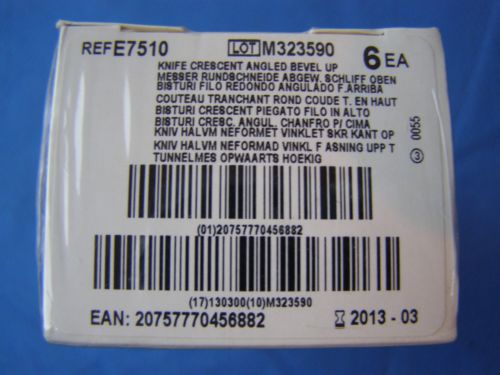 REF E7510 LOT M323590 6 EA
KNIFE CRESCENT ANGLED BEVEL UP
MESSER RUNDSCHNEIDE ABGEW. SCHLIFF OBEN
BISTURI FILO REDONDO ANGULADO F.ARRIBA
COUTEAU TRANCHANT ROND COUDE T. EN HAUT
BISTURI CRESCENT PIEGATO FILO IN ALTO
BISTURI CRESC. ANGUL. CHANFRO P/ CIMA
KNIV HALVM NEFORMET VINKLET SKR KANT OP
KNIV HALVM NEFORMAD VINKL F ASNING UPP T
TUNNELMES OPWAARTS HOEKIG
3 0055
(01)20757770456882
(17)130300(10)M323590
EAN: 20757770456882 2013 - 03